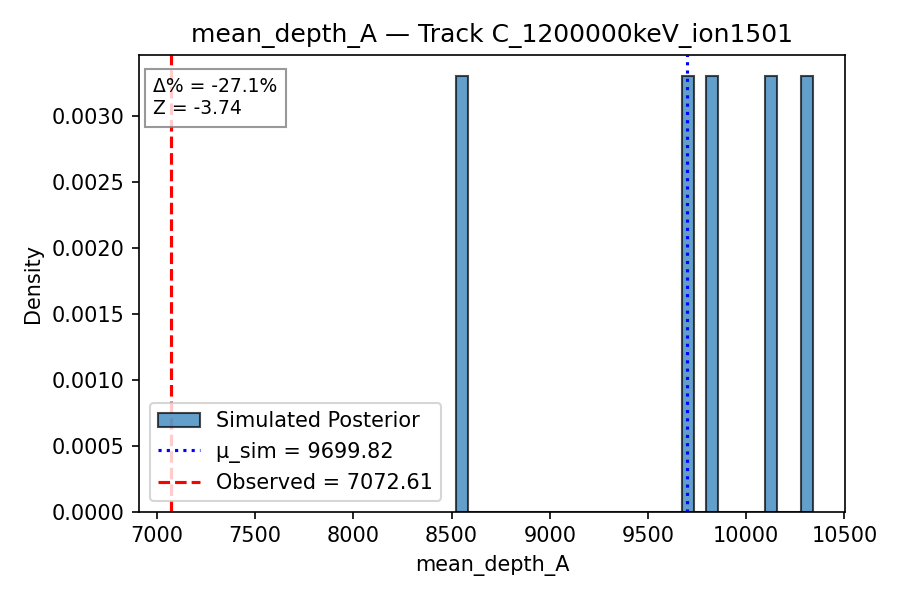 mean_depth_A — Track C_1200000keV_ion1501
Δ% = -27.1%
Z = -3.74
0.0030
0.0025
0.0020
0.0015
0.0010
0.0005
0.0000
Density
Simulated Posterior
μ_sim = 9699.82
Observed = 7072.61
7000 7500 8000 8500 9000 9500 10000 10500
mean_depth_A